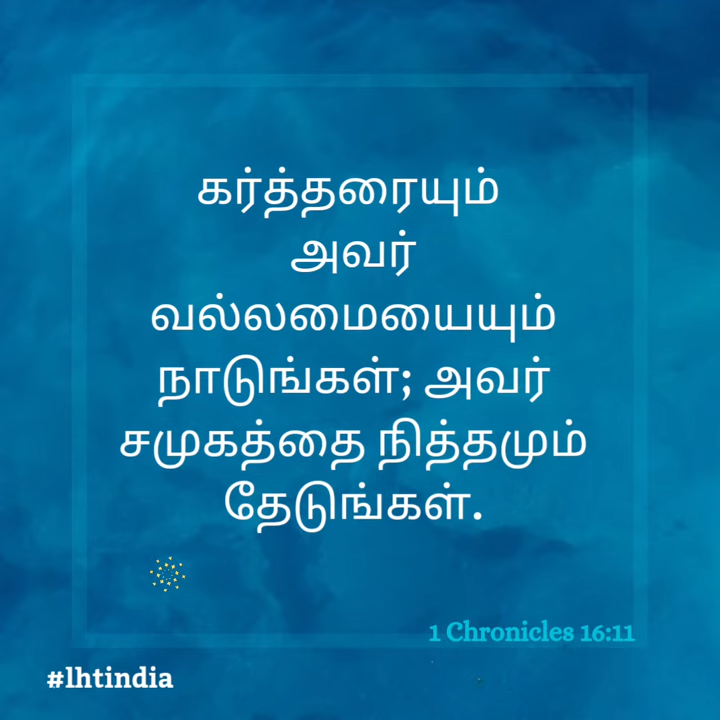 கர்த்தரையும்
அவர்
வல்லமையையும்
நாடுங்கள்; அவர்
சமுகத்தை நித்தமும்
தேடுங்கள்.
1 Chronicles 16:11
#lhtindia